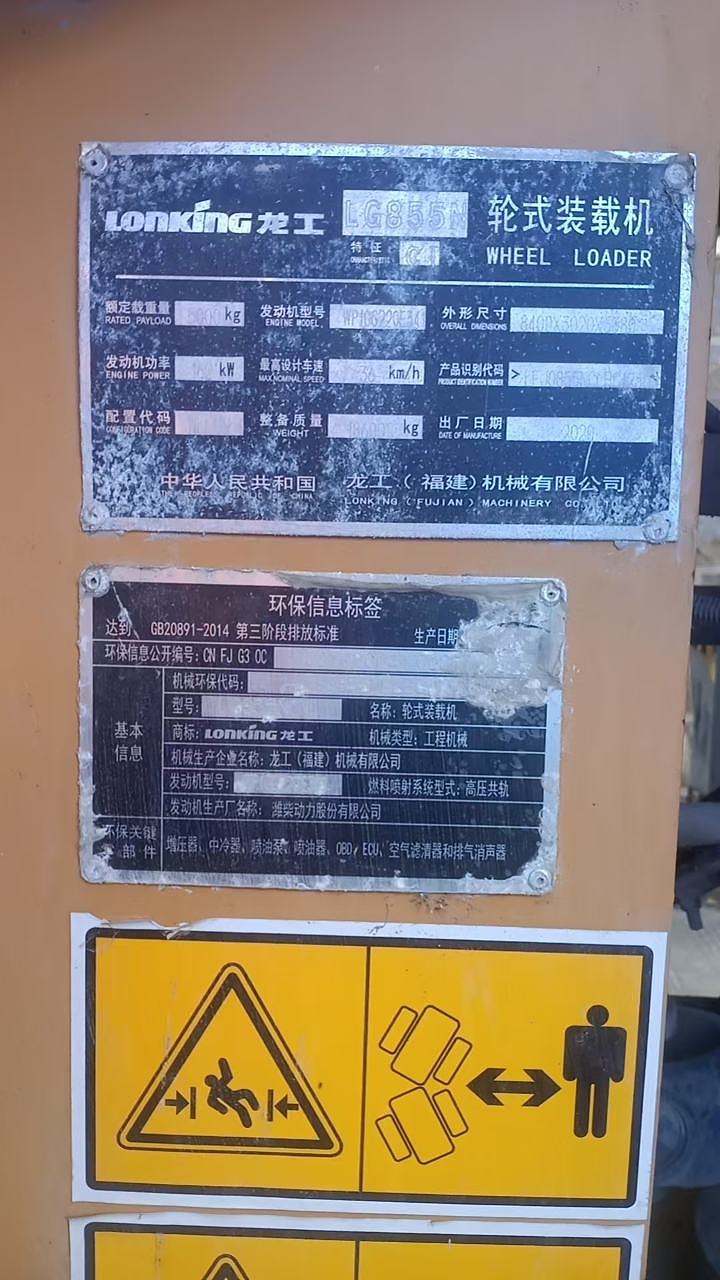 LONKING 龙工 LG855N 轮式装载机
特征 CHARACTERISTIC WHEEL LOADER
额定载重量 RATED PAYLOAD 5000 kg 发动机型号 ENGINE MODEL 外形尺寸 OVERALL DIMENSIONS
发动机功率 ENGINE POWER kW 最高设计车速 MAX.NOMINAL SPEED km/h 产品识别代码 PRODUCT IDENTIFICATION NUMBER >
配置代码 CONFIGURATION CODE 整备质量 WEIGHT kg 出厂日期 DATE OF MANUFACTURE 2020
中华人民共和国 龙工(福建)机械有限公司
THE PEOPLE'S REPUBLIC OF CHINA LONKING (FUJIAN) MACHINERY CO.
环保信息标签
达到 GB20891-2014 第三阶段排放标准 生产日期
环保信息公开编号: CN FJ G3 0C
机械环保代码:
型号: 名称: 轮式装载机
基本信息
商标: LONKING 龙工 机械类型: 工程机械
机械生产企业名称: 龙工(福建)机械有限公司
发动机型号: 燃料喷射系统型式: 高压共轨
发动机生产厂名称: 潍柴动力股份有限公司
环保关键 部件 增压器、中冷器、喷油泵、喷油器、OBD、ECU、空气滤清器和排气消声器